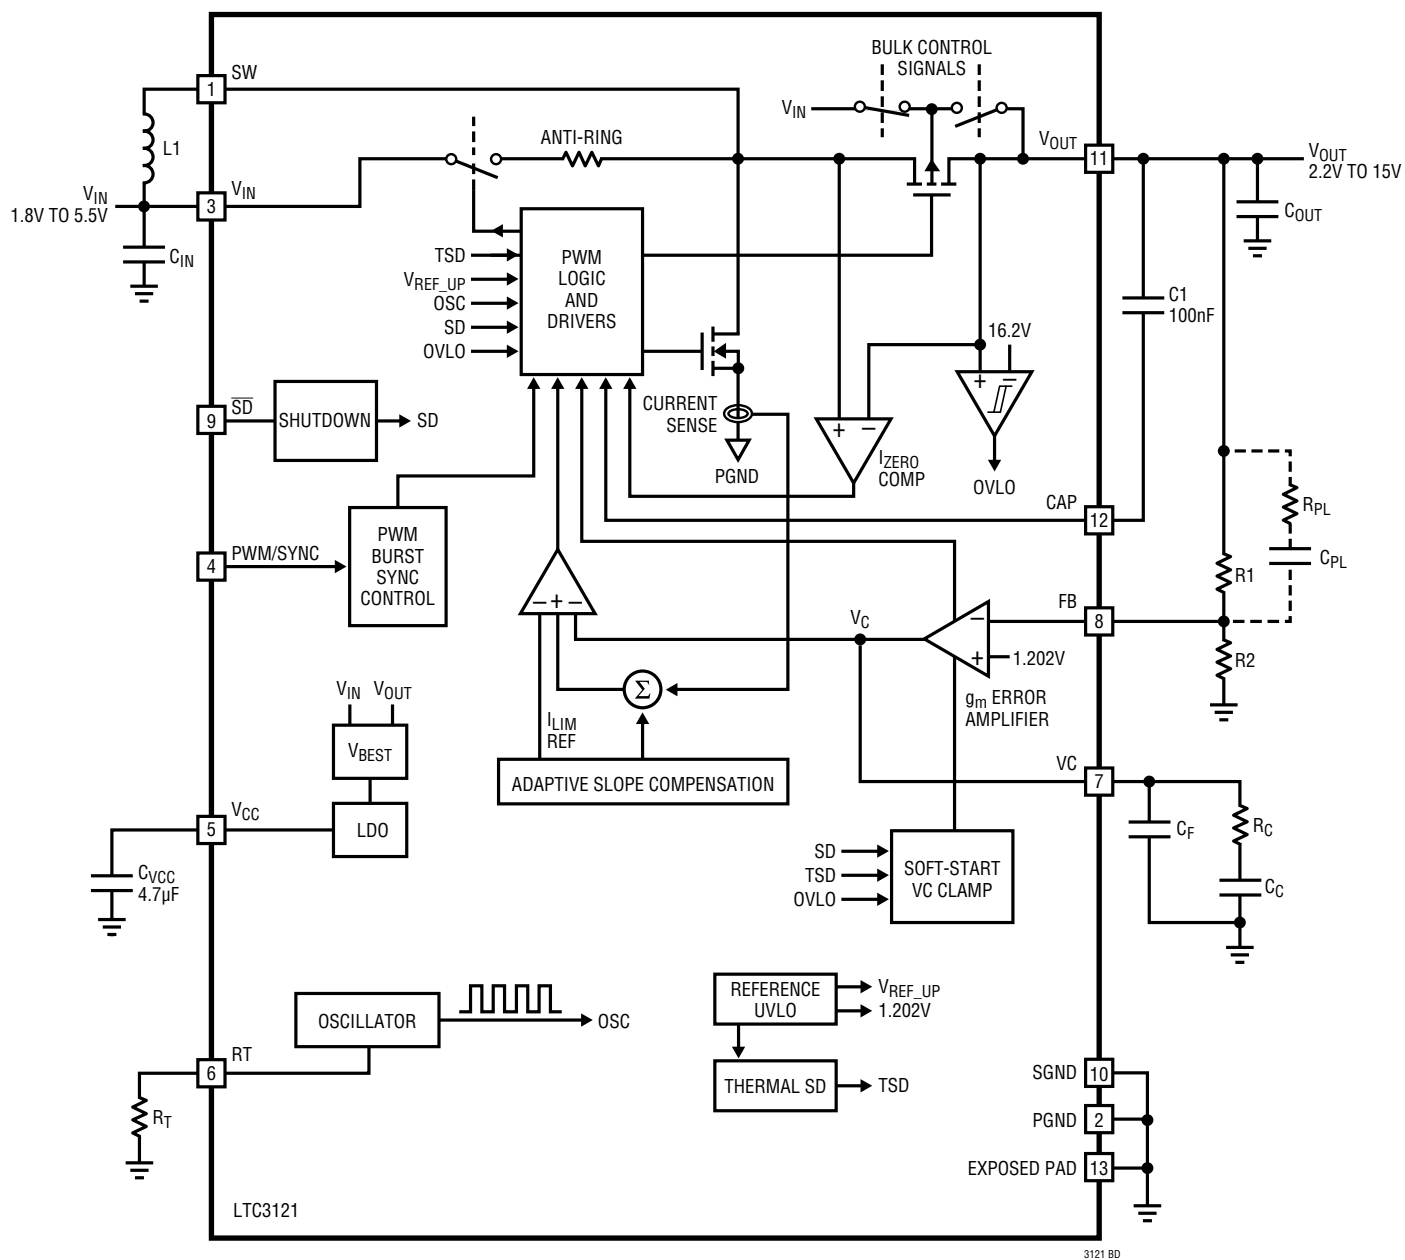 BULK CONTROL
SIGNALS
SW
1
VIN
ANTI-RING
L1
VOUT
11
VOUT
2.2V TO 15V
VIN
1.8V TO 5.5V
VIN
3
COUT
CIN
TSD
VREF_UP
OSC
SD
OVLO
PWM
LOGIC
AND
DRIVERS
C1
100nF
16.2V
+
–
SD
9
SHUTDOWN
SD
CURRENT
SENSE
PGND
+
–
IZERO
COMP
OVLO
CAP
12
RPL
CPL
R1
PWM/SYNC
4
PWM
BURST
SYNC
CONTROL
– + –
VC
–
+
1.202V
FB
8
R2
Σ
gm ERROR
AMPLIFIER
VIN
VOUT
VBEST
ILIM
REF
ADAPTIVE SLOPE COMPENSATION
VC
7
VCC
5
LDO
CF
RC
CC
CVCC
4.7µF
SD
TSD
OVLO
SOFT-START
VC CLAMP
OSCILLATOR
OSC
REFERENCE
UVLO
VREF_UP
1.202V
RT
6
RT
THERMAL SD
TSD
SGND
10
PGND
2
EXPOSED PAD
13
LTC3121
3121 BD